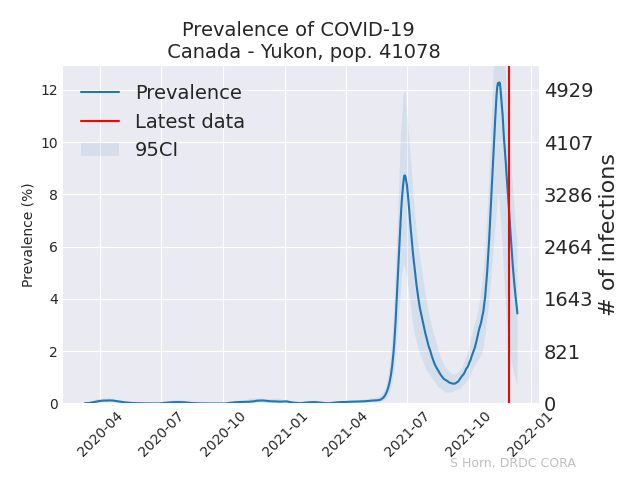 Prevalence of COVID-19
Canada - Yukon, pop. 41078
Prevalence
Latest data
95CI
Prevalence (%)
12
10
8
6
4
2
0
4929
4107
3286
2464
1643
821
0
# of infections
2020-04
2020-07
2020-10
2021-01
2021-04
2021-07
2021-10
2022-01
S Horn, DRDC CORA